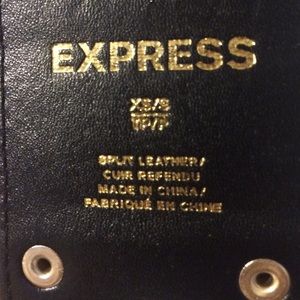 EXPRESS
XS/S
TP/P
SPLIT LEATHER/
CUIR REFENDU
MADE IN CHINA/
FABRIQUÉ EN CHINE